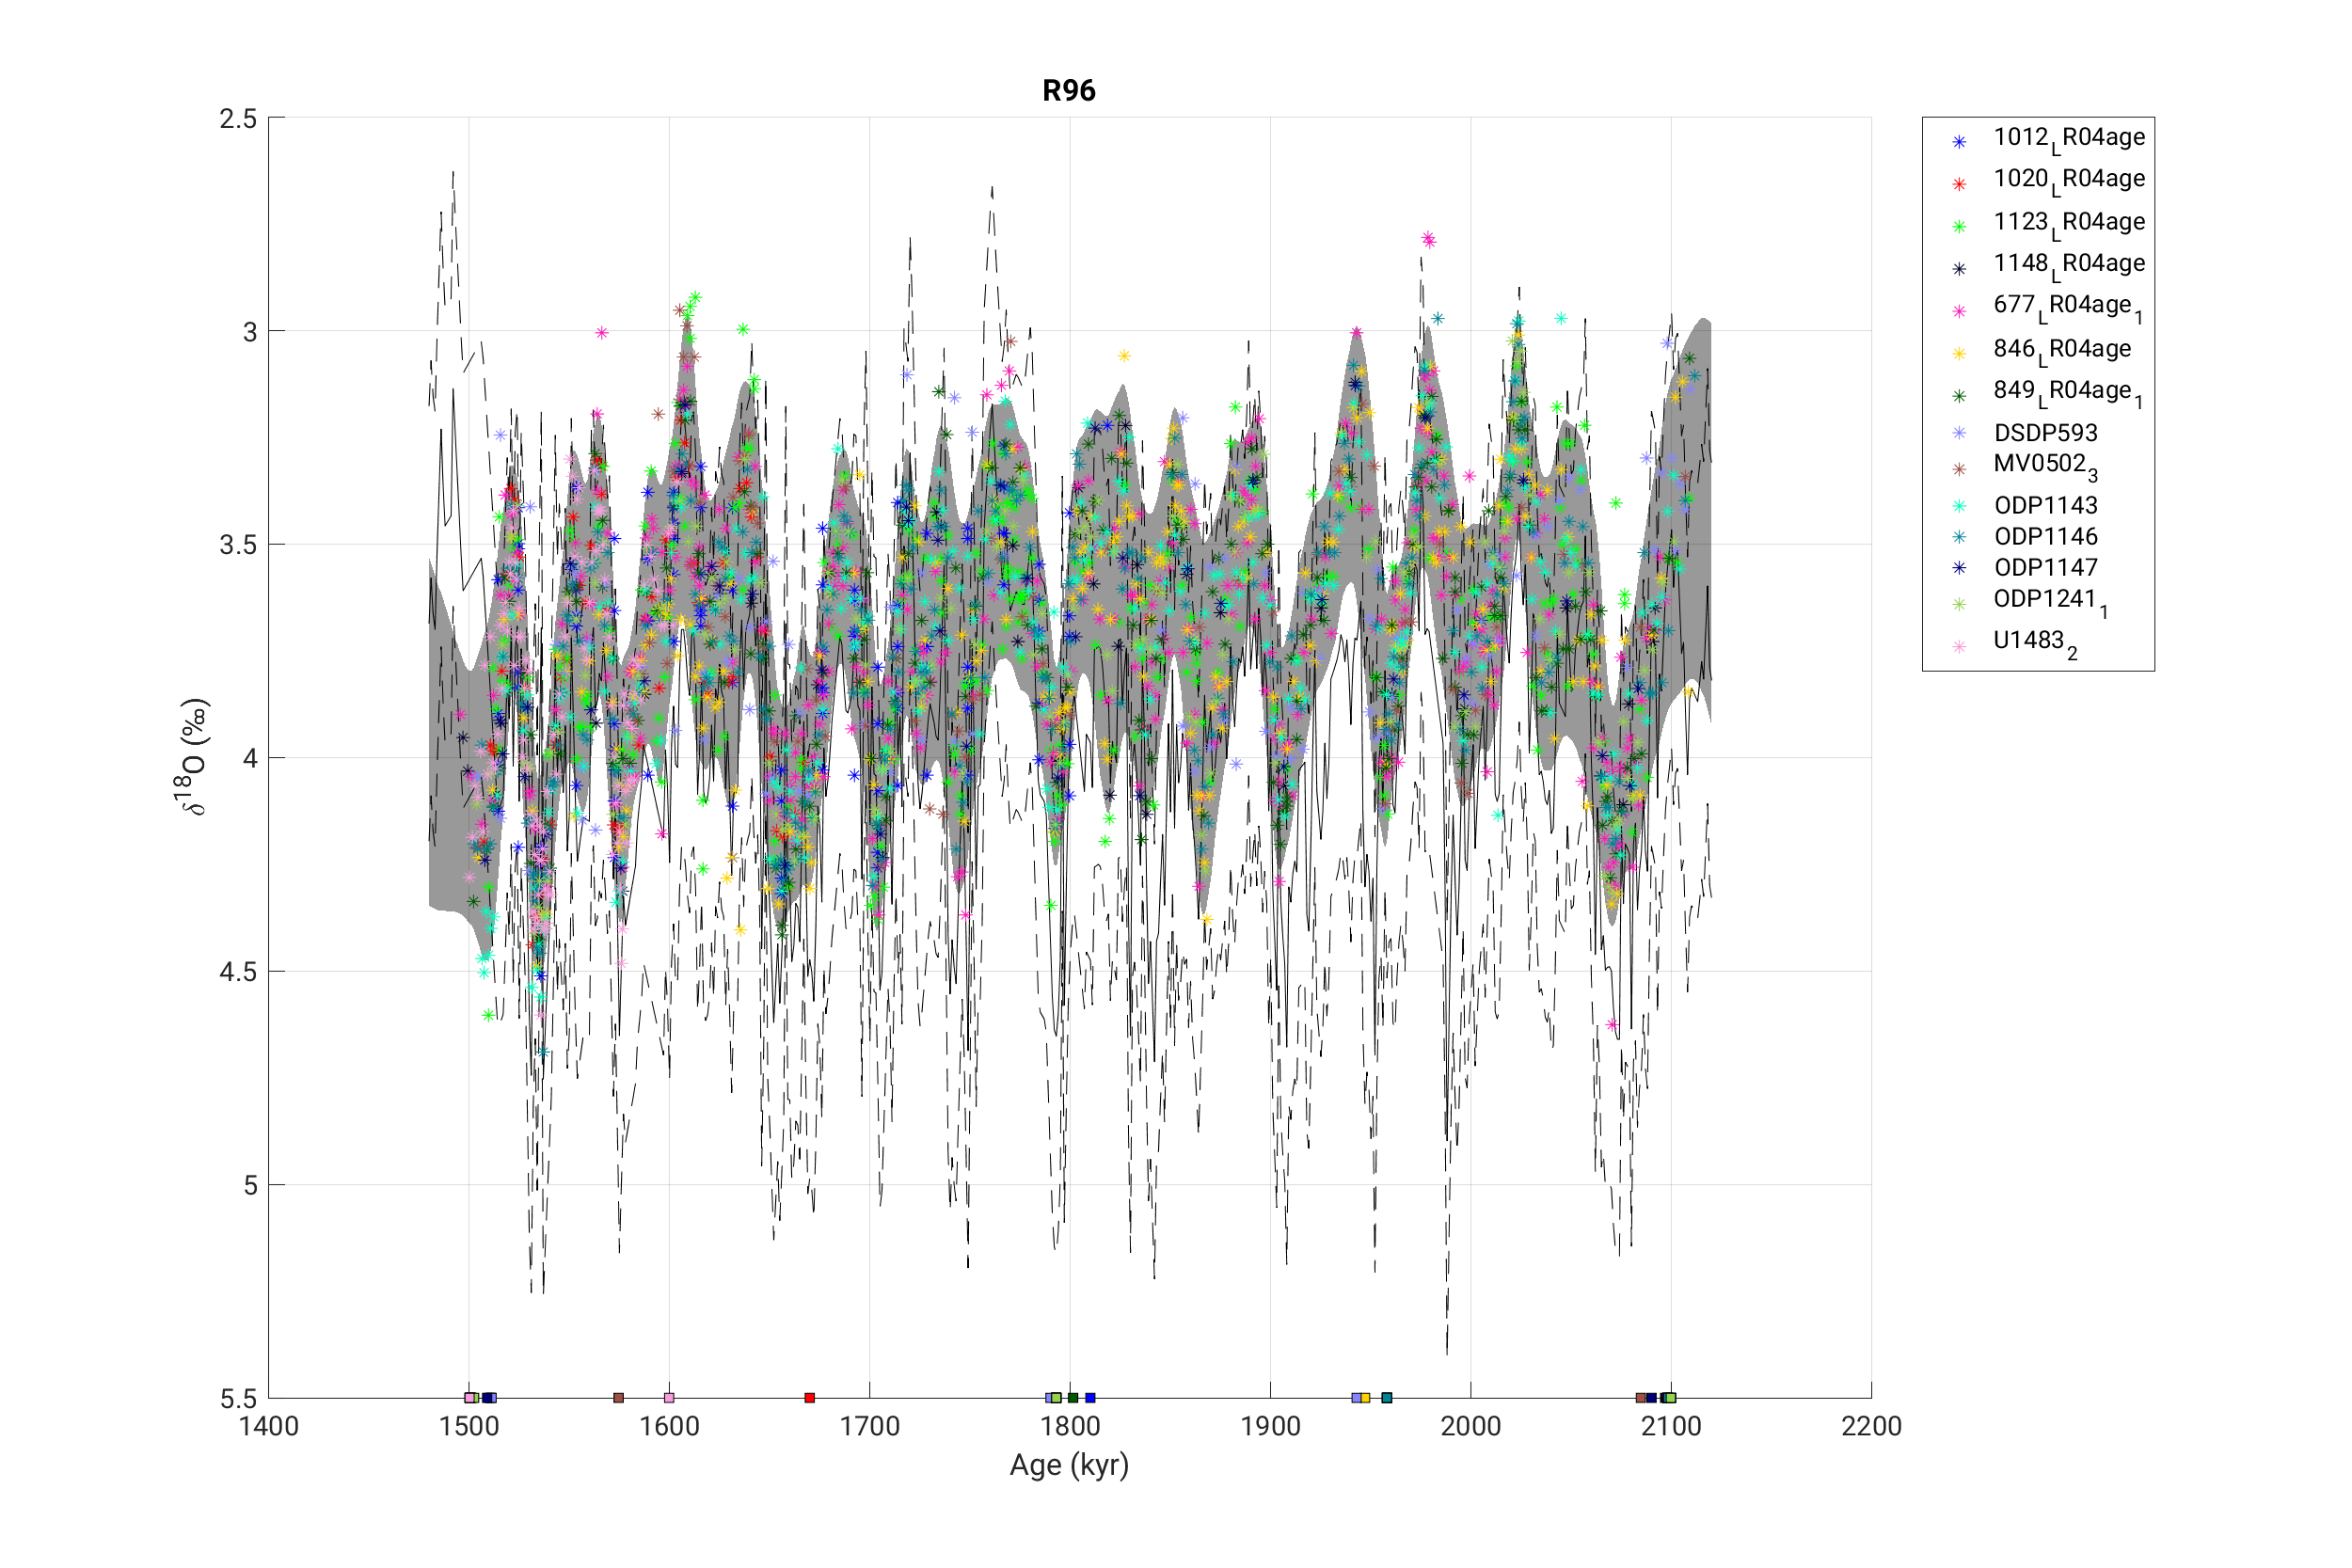 R96
2.5
3
3.5
4
4.5
5
5.5
δ¹⁸O (‰)
1400 1500 1600 1700 1800 1900 2000 2100 2200
Age (kyr)
1012_LR04age
1020_LR04age
1123_LR04age
1148_LR04age
677_LR04age_1
846_LR04age
849_LR04age_1
DSDP593
MV0502_3
ODP1143
ODP1146
ODP1147
ODP1241_1
U1483_2